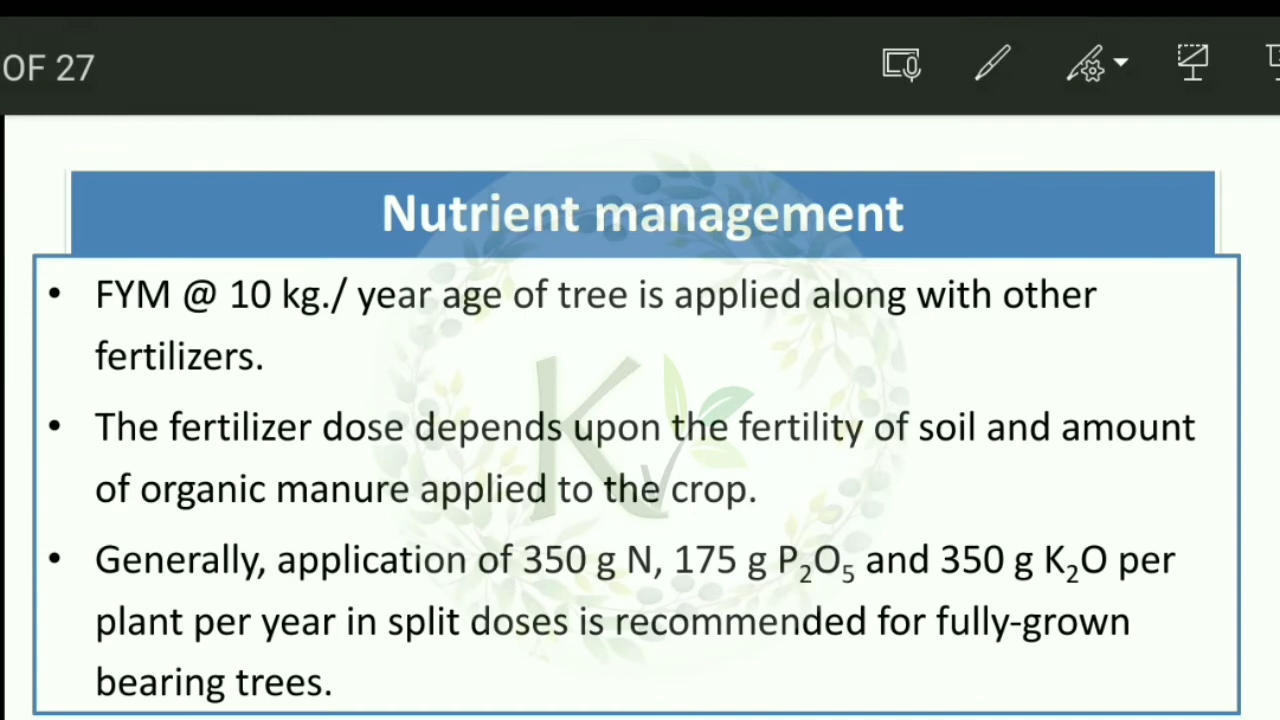 OF 27
Nutrient management
• FYM @ 10 kg./ year age of tree is applied along with other
fertilizers.
• The fertilizer dose depends upon the fertility of soil and amount
of organic manure applied to the crop.
• Generally, application of 350 g N, 175 g P₂O₅ and 350 g K₂O per
plant per year in split doses is recommended for fully-grown
bearing trees.
K